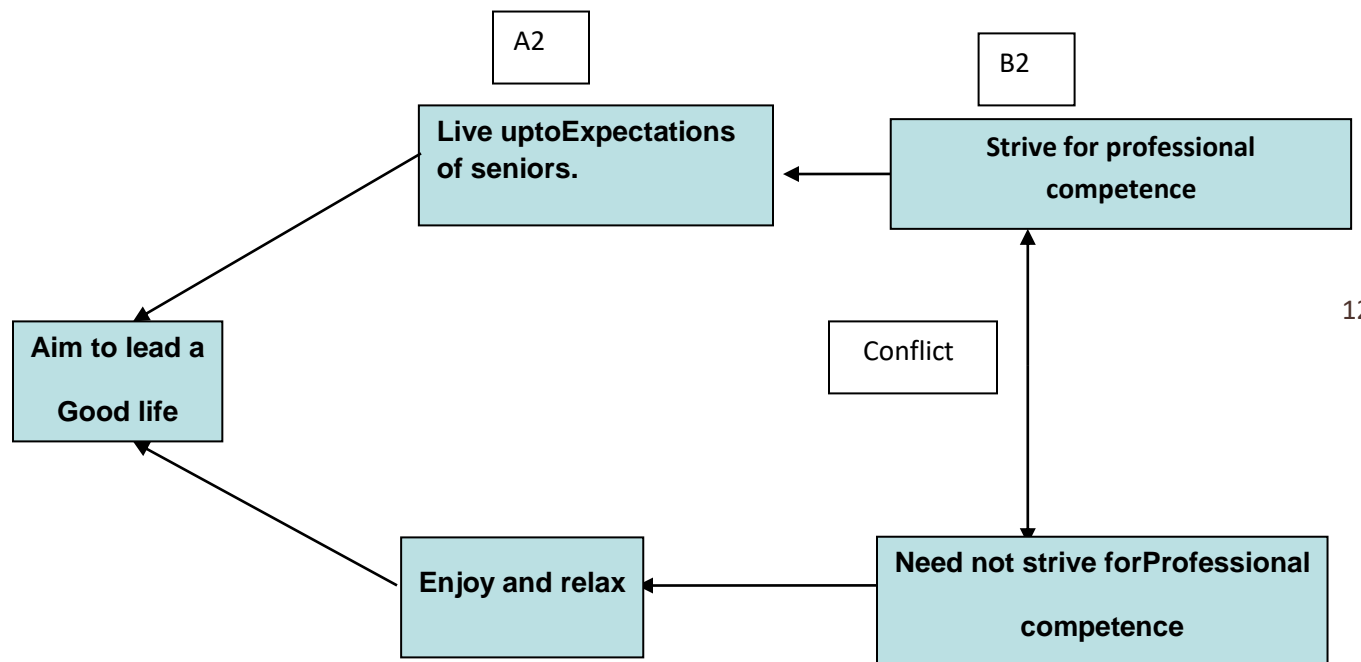 A2
B2
Live uptoExpectations
of seniors.
Strive for professional
competence
12
Conflict
Aim to lead a
Good life
Enjoy and relax
Need not strive forProfessional
competence